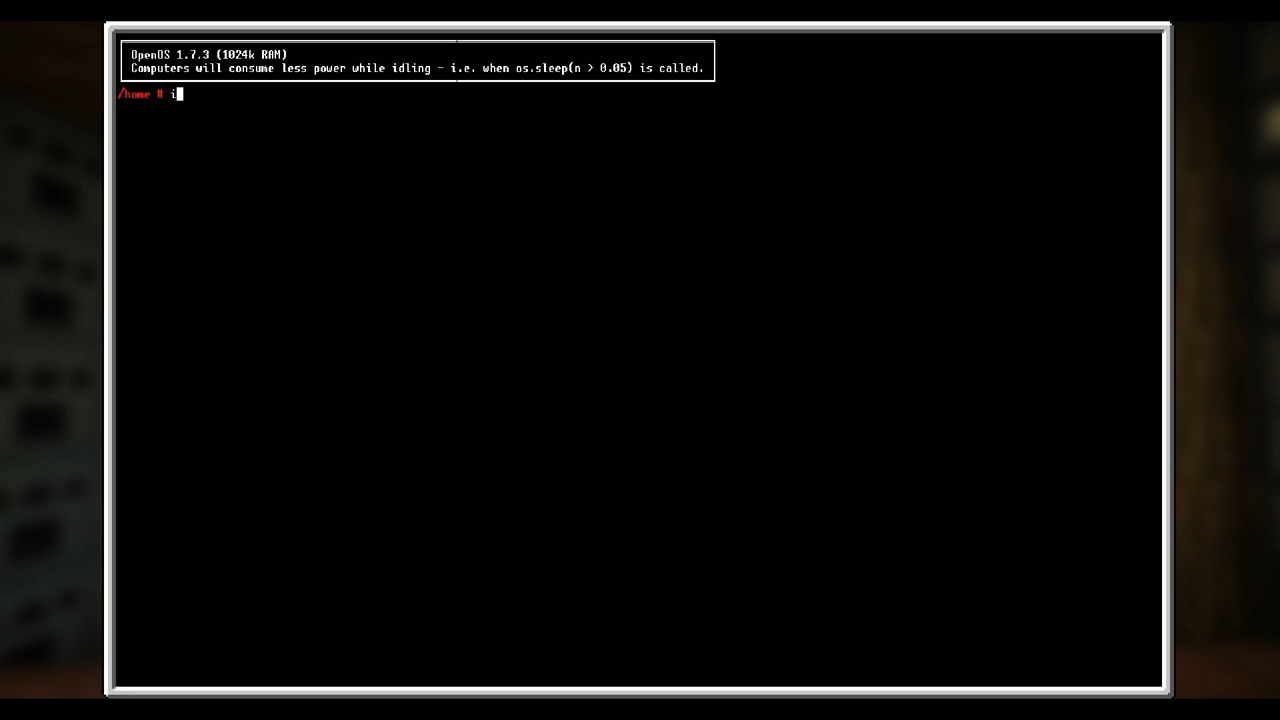 OpenOS 1.7.3 (1024k RAM)
Computers will consume less power while idling - i.e. when os.sleep(n > 0.05) is called.
/home # i